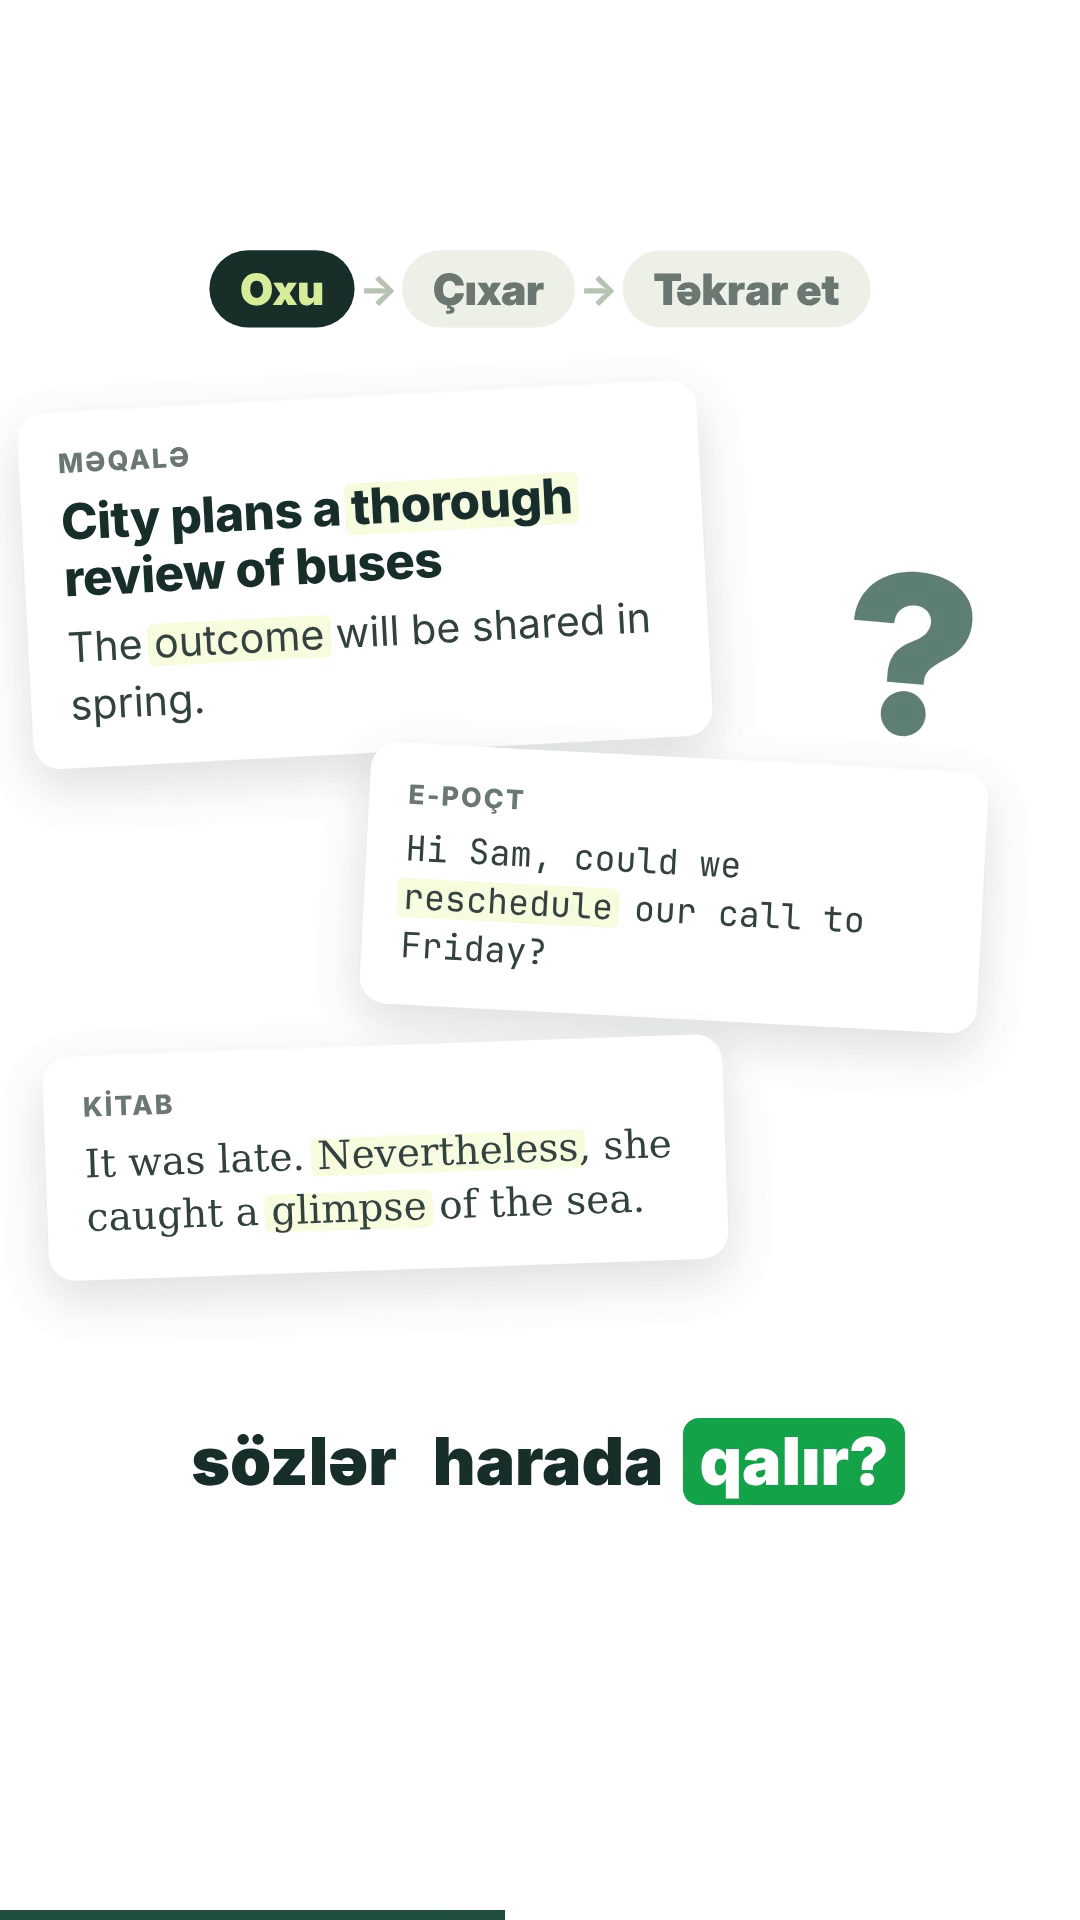 Oxu → Çıxar → Təkrar et
MƏQALƏ
City plans a thorough
review of buses
The outcome will be shared in
spring.
?
E-POÇT
Hi Sam, could we
reschedule our call to
Friday?
KİTAB
It was late. Nevertheless, she
caught a glimpse of the sea.
sözlər harada qalır?